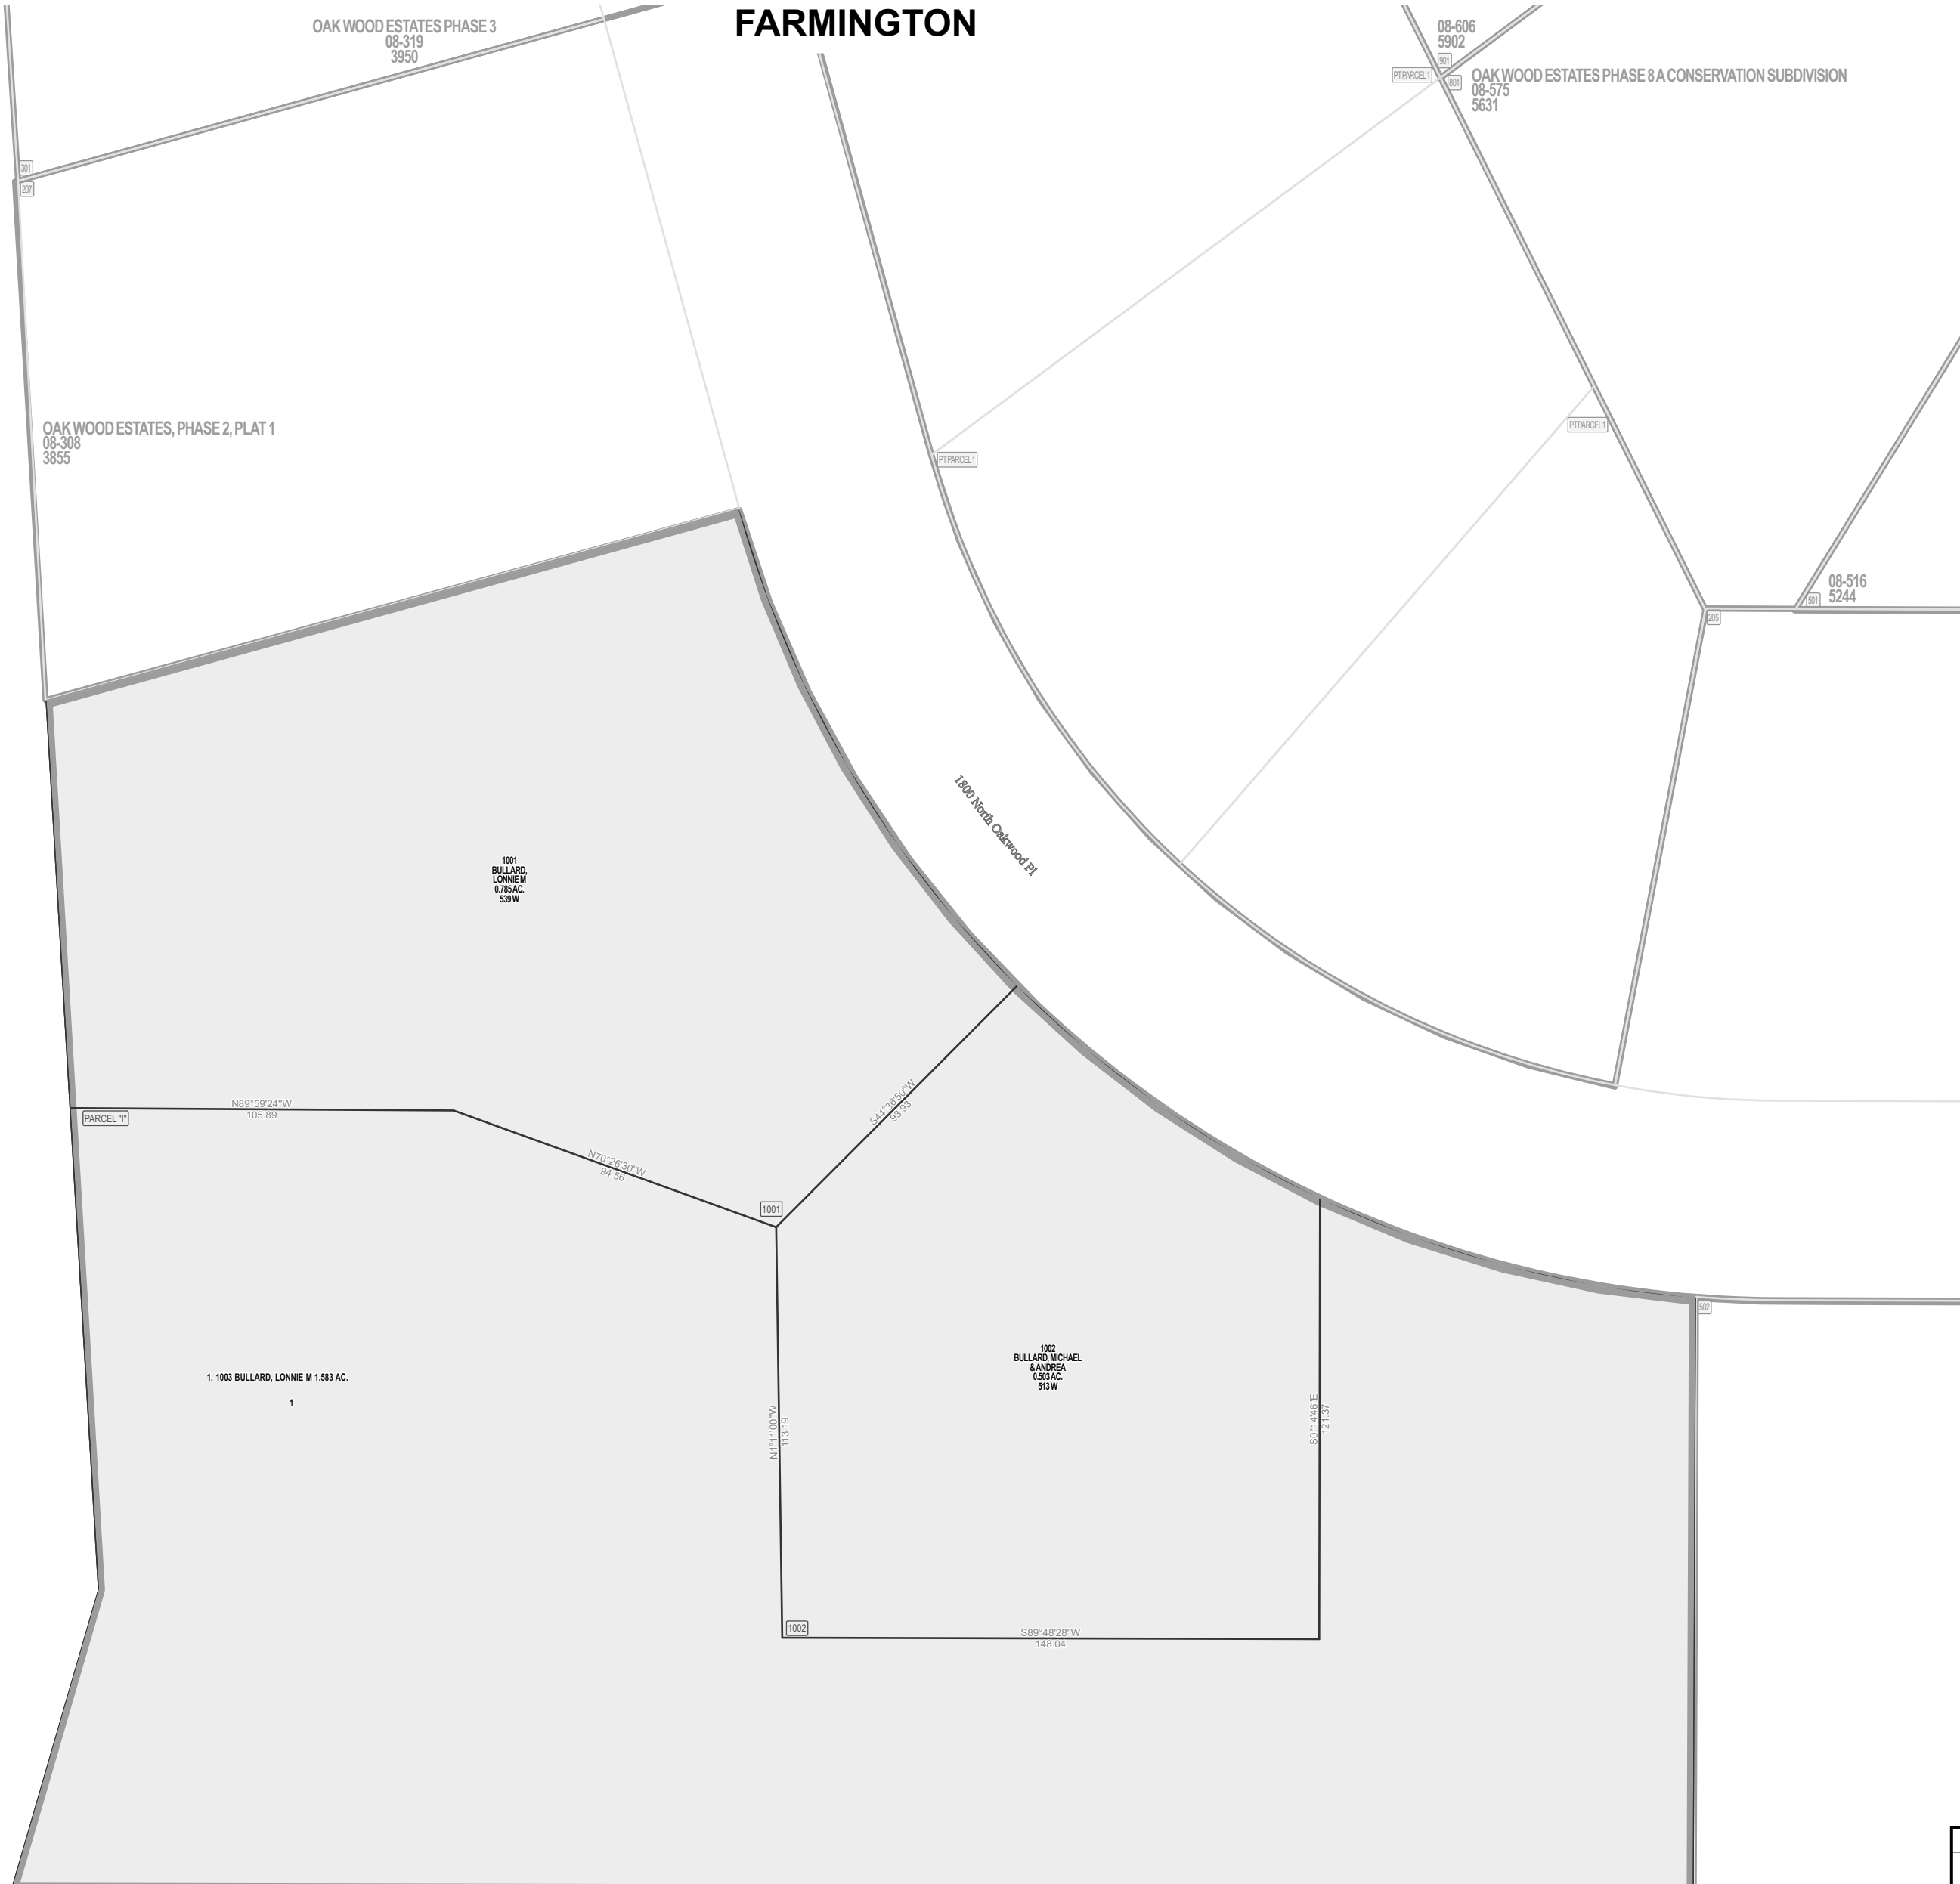 FARMINGTON
OAK WOOD ESTATES PHASE 3
08-319
3950
08-606
5902
901
PT PARCEL 1
801
OAK WOOD ESTATES PHASE 8 A CONSERVATION SUBDIVISION
08-575
5631
301
207
OAK WOOD ESTATES, PHASE 2, PLAT 1
08-308
3855
PT PARCEL 1
PT PARCEL 1
08-516
5244
501
205
1800 North Oakwood Pl
1001
BULLARD,
LONNIE M
0.785 AC.
539 W
N89°59'24"W
105.89
PARCEL "I"
S44°36'50"W
93.93
N70°26'30"W
94.56
1001
502
1002
BULLARD, MICHAEL
& ANDREA
0.503 AC.
513 W
1. 1003 BULLARD, LONNIE M 1.583 AC.
1
N1°11'00"W
113.19
S0°14'46"E
121.37
1002
S89°48'28"W
148.04